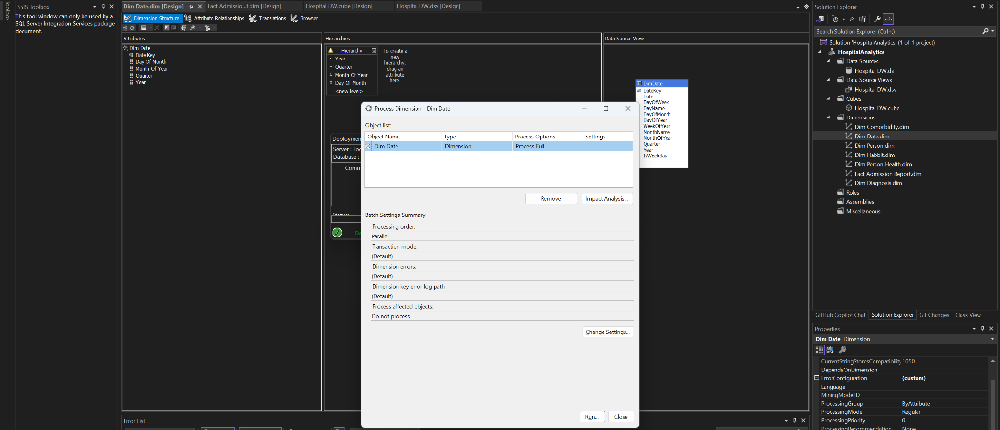 Toolbox
SSIS Toolbox
This tool window can only be used by a
SQL Server Integration Services package
document.
Dim Date.dim [Design]
Fact Admissio...t.dim [Design]
Hospital DW.cube [Design]
Hospital DW.dsv [Design]
Dimension Structure
Attribute Relationships
Translations
Browser
Attributes
Dim Date
Date Key
Day Of Month
Month Of Year
Quarter
Year
Hierarchies
Hierarchy
Year
Quarter
Month Of Year
Day Of Month
<new level>
To create a
new
hierarchy,
drag an
attribute
here.
Data Source View
DimDate
DateKey
Date
DayOfWeek
DayName
DayOfMonth
DayOfYear
WeekOfYear
MonthName
MonthOfYear
Quarter
Year
IsWeekday
Deploymen
Server : loc
Database :
Comm
Status:
De
Process Dimension - Dim Date
Object list:
Object Name Type Process Options Settings
Dim Date Dimension Process Full
Remove
Impact Analysis...
Batch Settings Summary
Processing order:
Parallel
Transaction mode:
(Default)
Dimension errors:
(Default)
Dimension key error log path :
(Default)
Process affected objects:
Do not process
Change Settings...
Run...
Close
Error List
Solution Explorer
Search Solution Explorer (Ctrl+;)
Solution 'HospitalAnalytics' (1 of 1 project)
HospitalAnalytics
Data Sources
Hospital DW.ds
Data Source Views
Hospital DW.dsv
Cubes
Hospital DW.cube
Dimensions
Dim Comorbidity.dim
Dim Date.dim
Dim Person.dim
Dim Habbit.dim
Dim Person Health.dim
Fact Admission Report.dim
Dim Diagnosis.dim
Roles
Assemblies
Miscellaneous
GitHub Copilot Chat
Solution Explorer
Git Changes
Class View
Properties
Dim Date Dimension
CurrentStringStoresCompatibility 1050
DependsOnDimension
ErrorConfiguration (custom)
Language
MiningModelID
ProcessingGroup ByAttribute
ProcessingMode Regular
ProcessingPriority 0
ProcessingRecommendation None